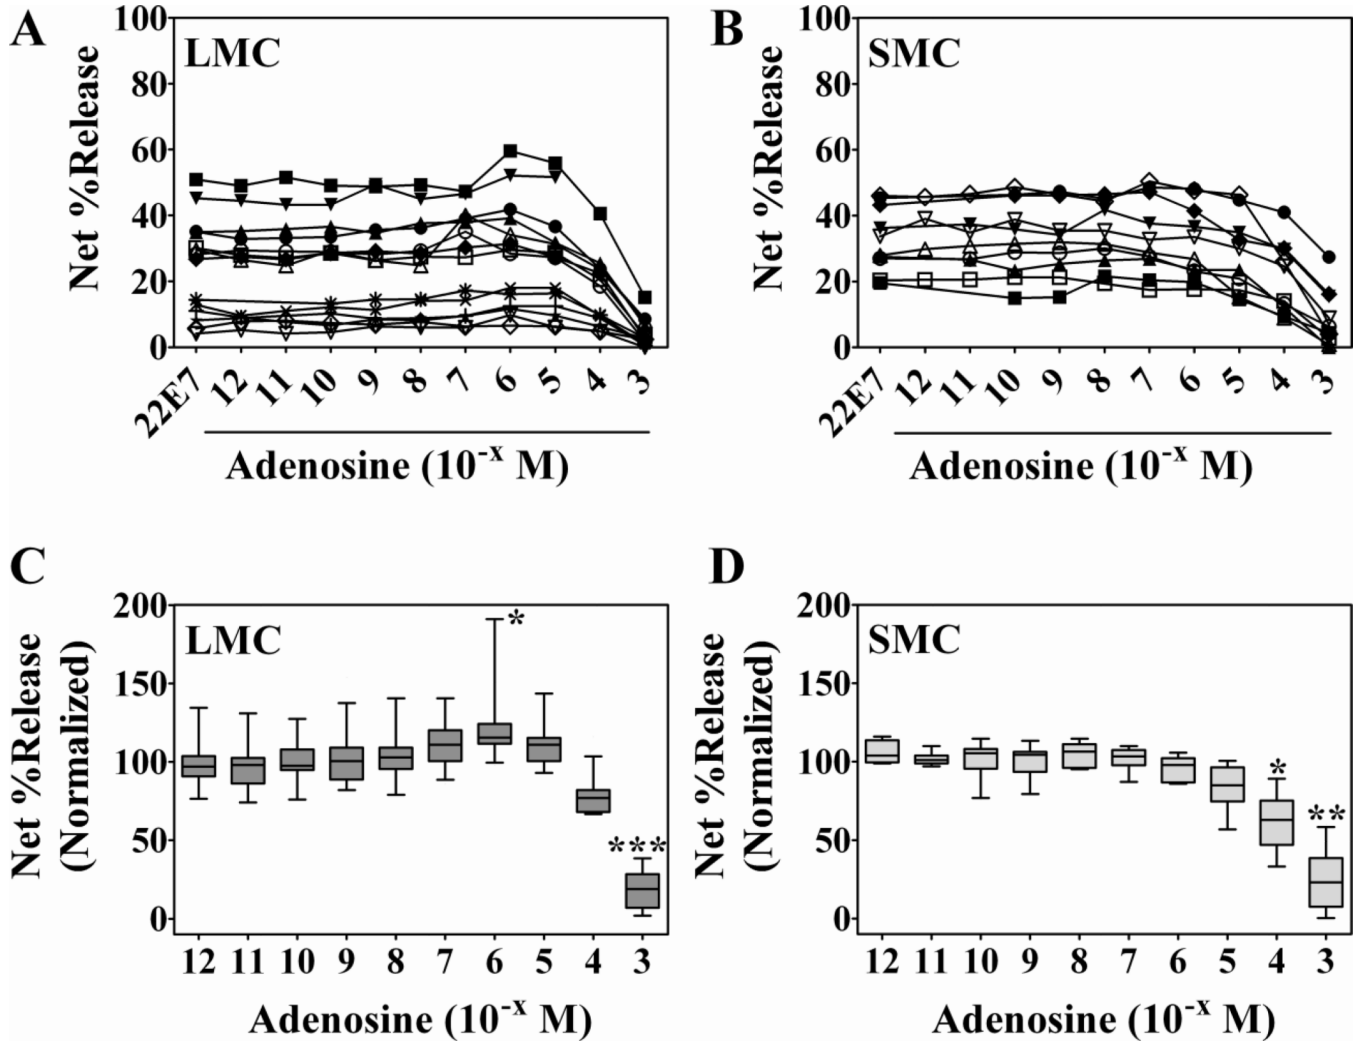 A
LMC
Net %Release
100
80
60
40
20
0
22E7 12 11 10 9 8 7 6 5 4 3
Adenosine (10⁻ˣ M)
B
SMC
Net %Release
100
80
60
40
20
0
22E7 12 11 10 9 8 7 6 5 4 3
Adenosine (10⁻ˣ M)
C
LMC
Net %Release
(Normalized)
200
150
100
50
0
*
***
12 11 10 9 8 7 6 5 4 3
Adenosine (10⁻ˣ M)
D
SMC
Net %Release
(Normalized)
200
150
100
50
0
*
**
12 11 10 9 8 7 6 5 4 3
Adenosine (10⁻ˣ M)